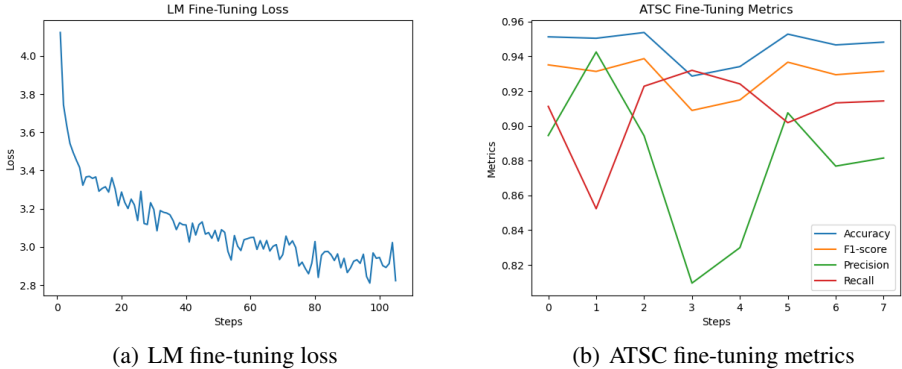 LM Fine-Tuning Loss
4.0
3.8
3.6
3.4
3.2
3.0
2.8
Loss
0 20 40 60 80 100
Steps
(a) LM fine-tuning loss
ATSC Fine-Tuning Metrics
0.96
0.94
0.92
0.90
0.88
0.86
0.84
0.82
Metrics
Accuracy
F1-score
Precision
Recall
0 1 2 3 4 5 6 7
Steps
(b) ATSC fine-tuning metrics